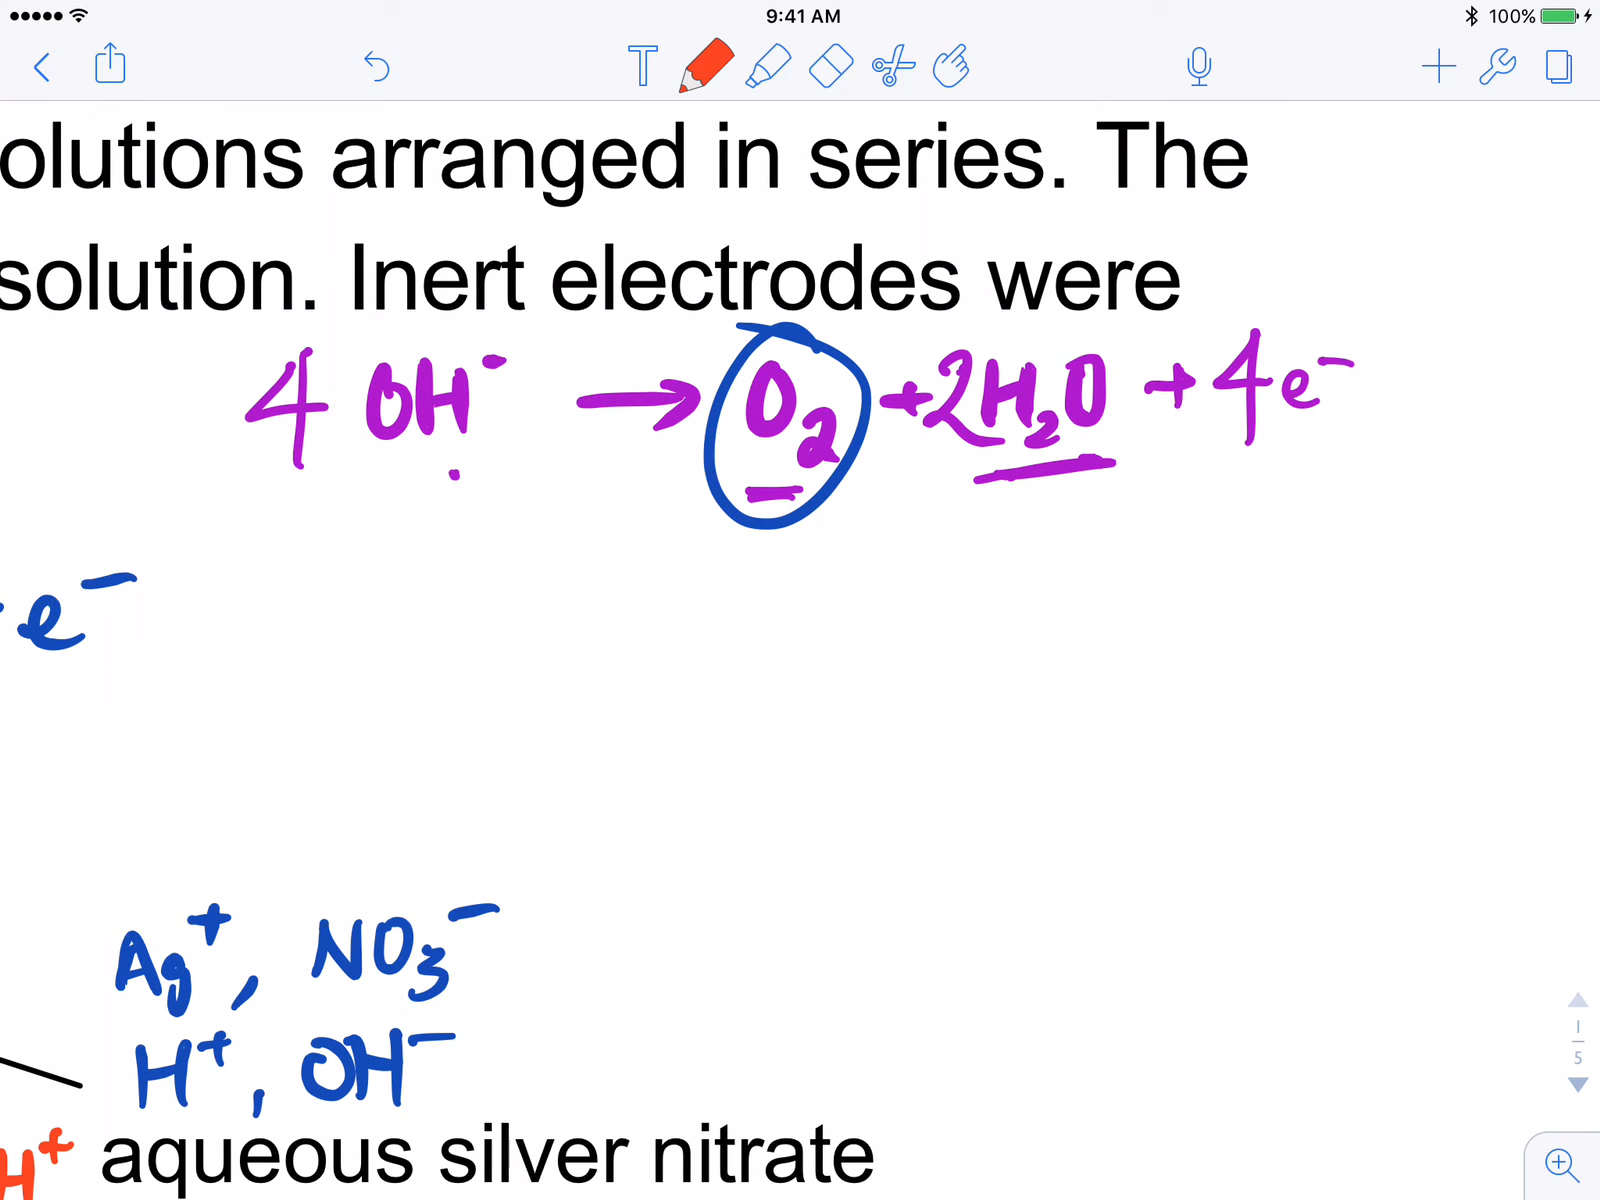 9:41 AM
100%
T
olutions arranged in series. The
solution. Inert electrodes were
4 OH⁻ → O₂ + 2H₂O + 4e⁻
e⁻
Ag⁺, NO₃⁻
H⁺, OH⁻
H⁺ aqueous silver nitrate
1
5